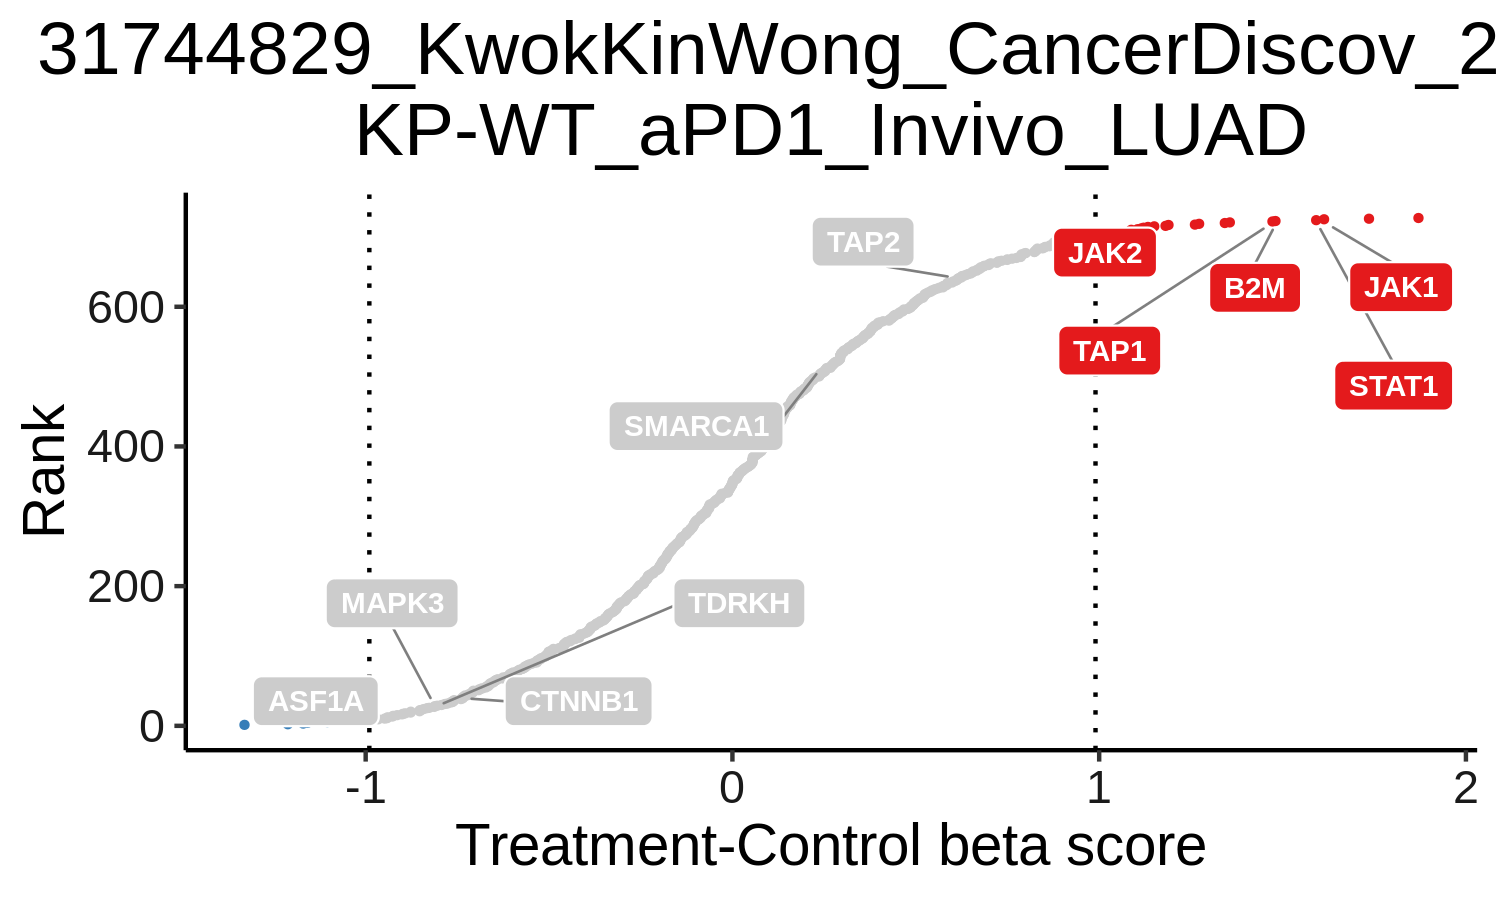 31744829_KwokKinWong_CancerDiscov_2
KP-WT_aPD1_Invivo_LUAD
TAP2
JAK2
B2M
JAK1
600
TAP1
STAT1
SMARCA1
Rank
400
200
MAPK3
TDRKH
ASF1A
CTNNB1
0
-1
0
1
2
Treatment-Control beta score